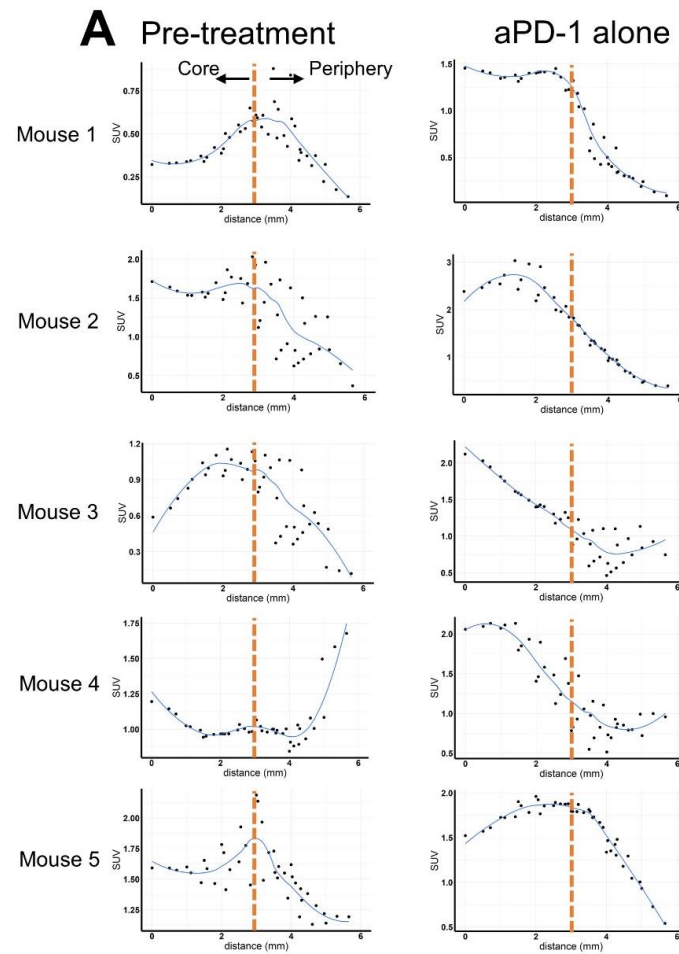 A Pre-treatment aPD-1 alone
Core Periphery
Mouse 1
SUV
0.75
0.50
0.25
0 2 4 6
distance (mm)
SUV
1.5
1.0
0.5
0 2 4 6
distance (mm)
Mouse 2
SUV
2.0
1.5
1.0
0.5
0 2 4 6
distance (mm)
SUV
3
2
1
0 2 4 6
distance (mm)
Mouse 3
SUV
1.2
0.9
0.6
0.3
0 2 4 6
distance (mm)
SUV
2.0
1.5
1.0
0.5
0 2 4 6
distance (mm)
Mouse 4
SUV
1.75
1.50
1.25
1.00
0 2 4 6
distance (mm)
SUV
2.0
1.5
1.0
0.5
0 2 4 6
distance (mm)
Mouse 5
SUV
2.00
1.75
1.50
1.25
0 2 4 6
distance (mm)
SUV
2.0
1.5
1.0
0.5
0 2 4 6
distance (mm)